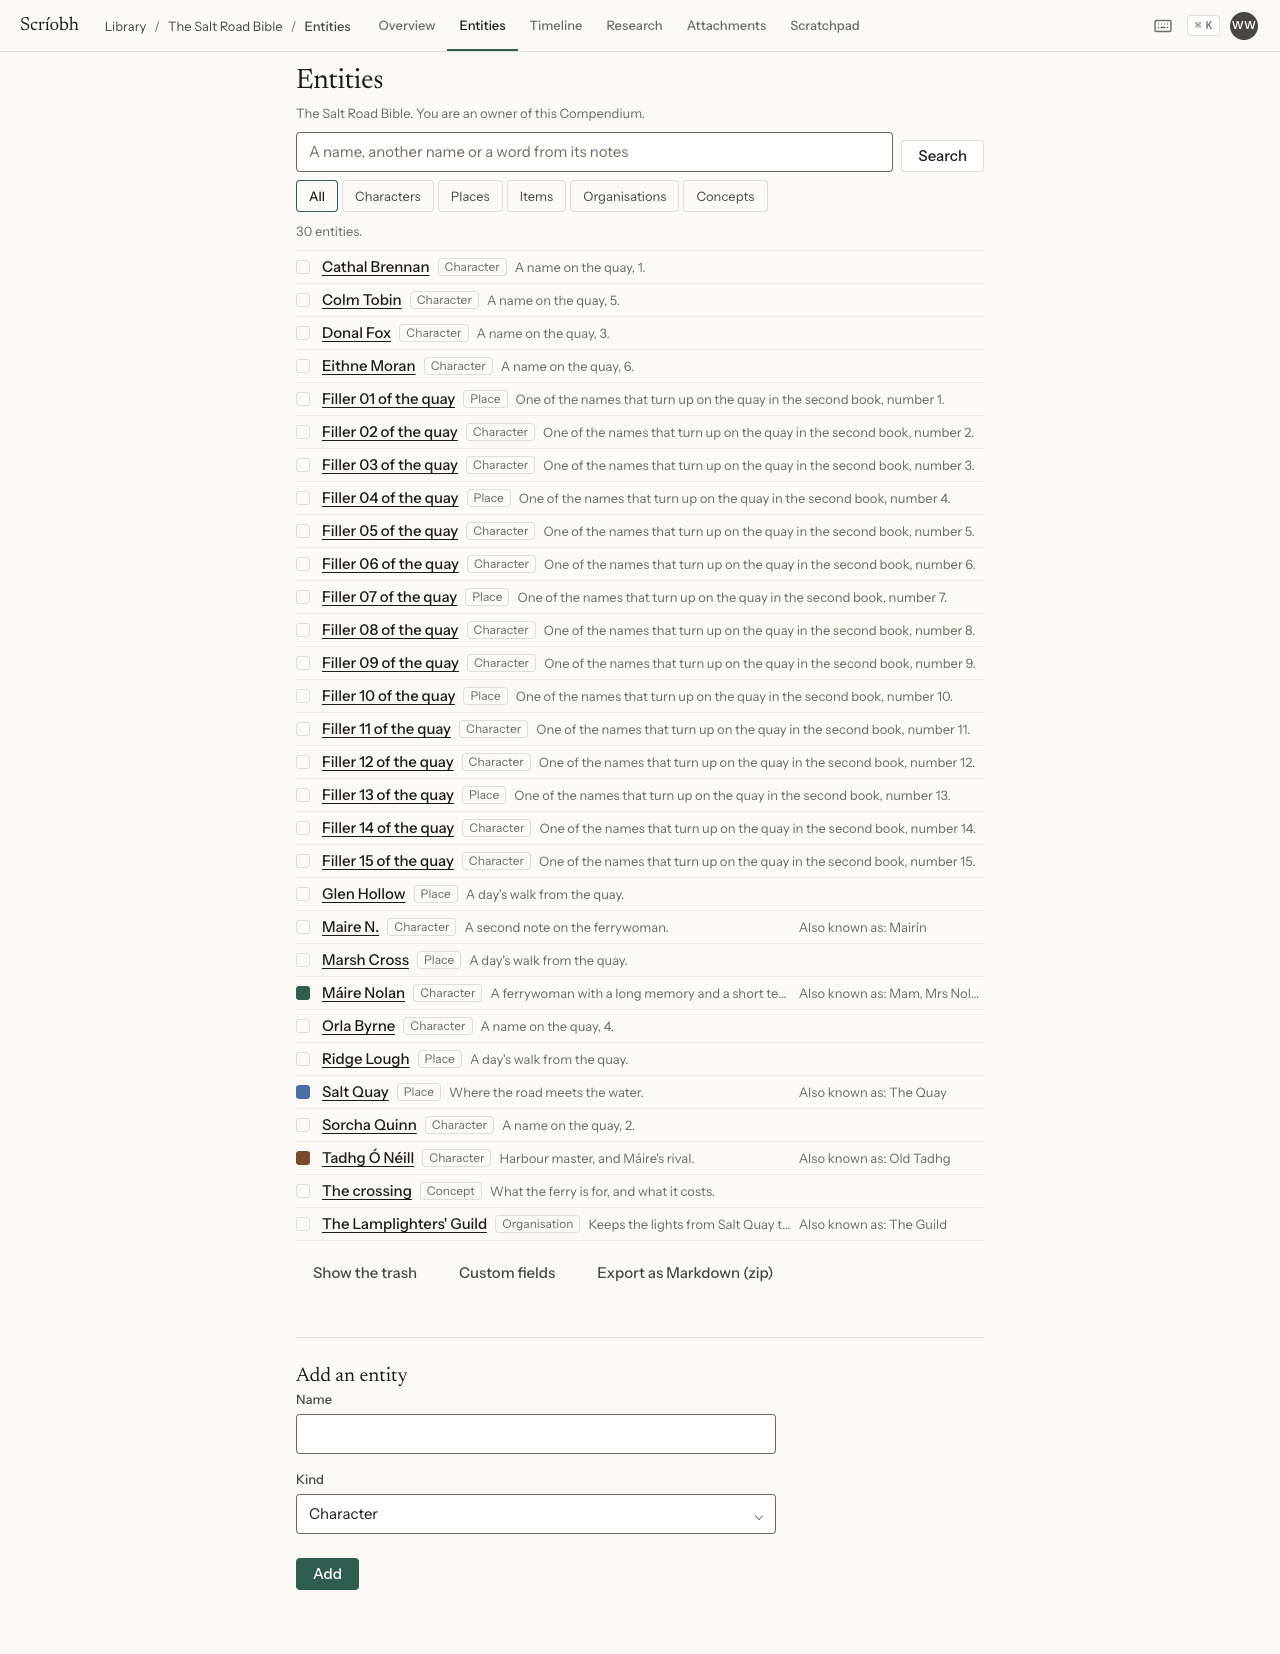 Scríobh Library / The Salt Road Bible / Entities Overview Entities Timeline Research Attachments Scratchpad ⌘ K WW
Entities
The Salt Road Bible. You are an owner of this Compendium.
A name, another name or a word from its notes Search
All Characters Places Items Organisations Concepts
30 entities.
Cathal Brennan Character A name on the quay, 1.
Colm Tobin Character A name on the quay, 5.
Donal Fox Character A name on the quay, 3.
Eithne Moran Character A name on the quay, 6.
Filler 01 of the quay Place One of the names that turn up on the quay in the second book, number 1.
Filler 02 of the quay Character One of the names that turn up on the quay in the second book, number 2.
Filler 03 of the quay Character One of the names that turn up on the quay in the second book, number 3.
Filler 04 of the quay Place One of the names that turn up on the quay in the second book, number 4.
Filler 05 of the quay Character One of the names that turn up on the quay in the second book, number 5.
Filler 06 of the quay Character One of the names that turn up on the quay in the second book, number 6.
Filler 07 of the quay Place One of the names that turn up on the quay in the second book, number 7.
Filler 08 of the quay Character One of the names that turn up on the quay in the second book, number 8.
Filler 09 of the quay Character One of the names that turn up on the quay in the second book, number 9.
Filler 10 of the quay Place One of the names that turn up on the quay in the second book, number 10.
Filler 11 of the quay Character One of the names that turn up on the quay in the second book, number 11.
Filler 12 of the quay Character One of the names that turn up on the quay in the second book, number 12.
Filler 13 of the quay Place One of the names that turn up on the quay in the second book, number 13.
Filler 14 of the quay Character One of the names that turn up on the quay in the second book, number 14.
Filler 15 of the quay Character One of the names that turn up on the quay in the second book, number 15.
Glen Hollow Place A day's walk from the quay.
Maire N. Character A second note on the ferrywoman. Also known as: Mairín
Marsh Cross Place A day's walk from the quay.
Máire Nolan Character A ferrywoman with a long memory and a short te… Also known as: Mam, Mrs Nol…
Orla Byrne Character A name on the quay, 4.
Ridge Lough Place A day's walk from the quay.
Salt Quay Place Where the road meets the water. Also known as: The Quay
Sorcha Quinn Character A name on the quay, 2.
Tadhg Ó Néill Character Harbour master, and Máire's rival. Also known as: Old Tadhg
The crossing Concept What the ferry is for, and what it costs.
The Lamplighters' Guild Organisation Keeps the lights from Salt Quay t… Also known as: The Guild
Show the trash Custom fields Export as Markdown (zip)
Add an entity
Name
Kind
Character
Add